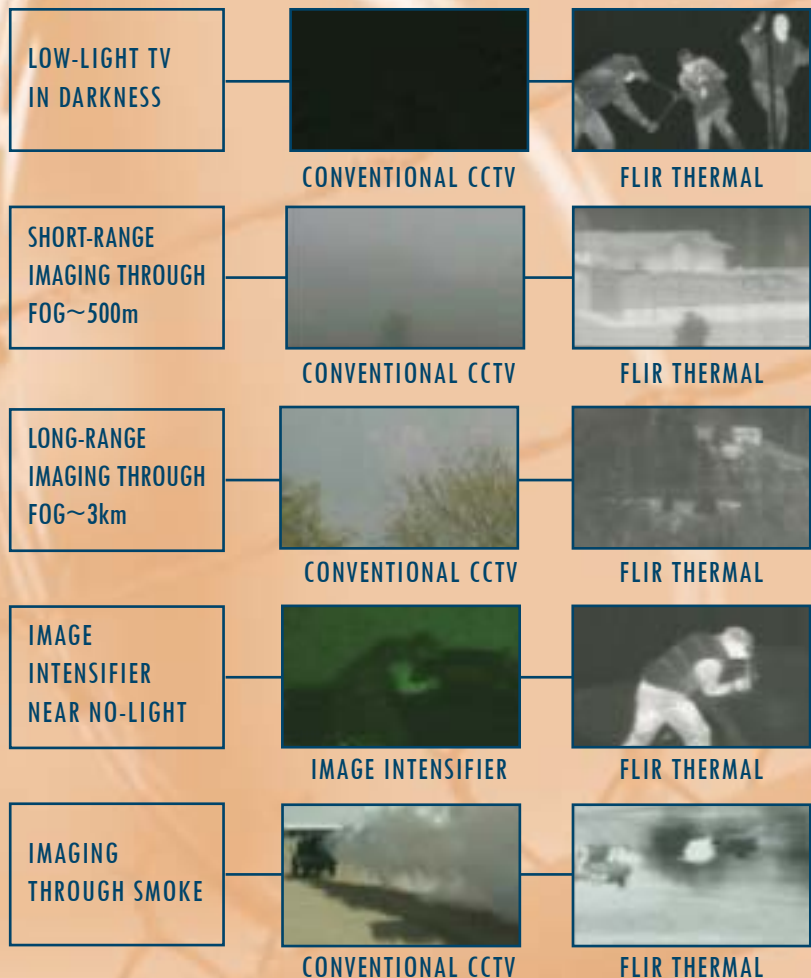 LOW-LIGHT TV
IN DARKNESS
CONVENTIONAL CCTV
FLIR THERMAL
SHORT-RANGE
IMAGING THROUGH
FOG~500m
CONVENTIONAL CCTV
FLIR THERMAL
LONG-RANGE
IMAGING THROUGH
FOG~3km
CONVENTIONAL CCTV
FLIR THERMAL
IMAGE
INTENSIFIER
NEAR NO-LIGHT
IMAGE INTENSIFIER
FLIR THERMAL
IMAGING
THROUGH SMOKE
CONVENTIONAL CCTV
FLIR THERMAL